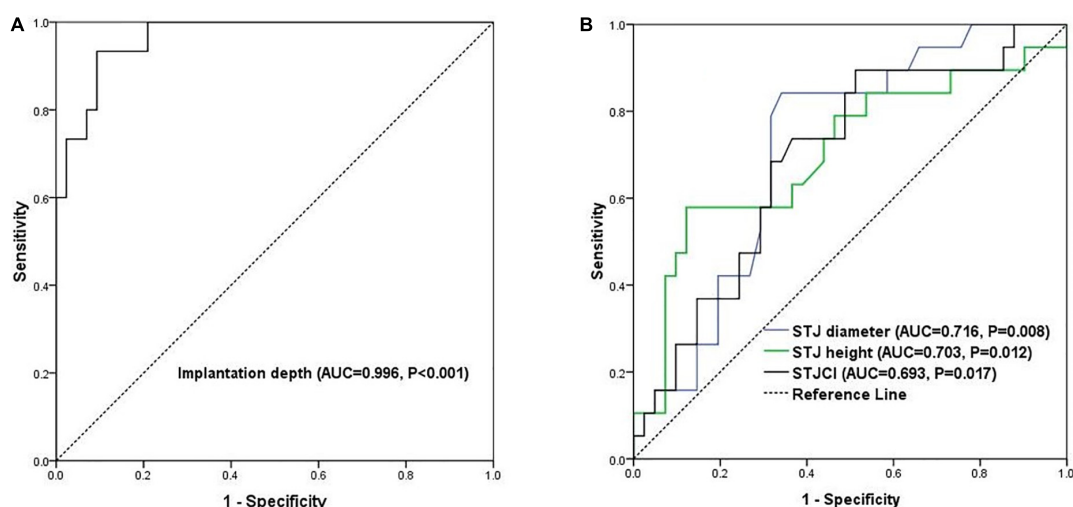 A
1.0
0.8
0.6
0.4
0.2
0.0
Sensitivity
Implantation depth (AUC=0.996, P<0.001)
0.0 0.2 0.4 0.6 0.8 1.0
1 - Specificity
B
1.0
0.8
0.6
0.4
0.2
0.0
Sensitivity
STJ diameter (AUC=0.716, P=0.008)
STJ height (AUC=0.703, P=0.012)
STJCI (AUC=0.693, P=0.017)
Reference Line
0.0 0.2 0.4 0.6 0.8 1.0
1 - Specificity